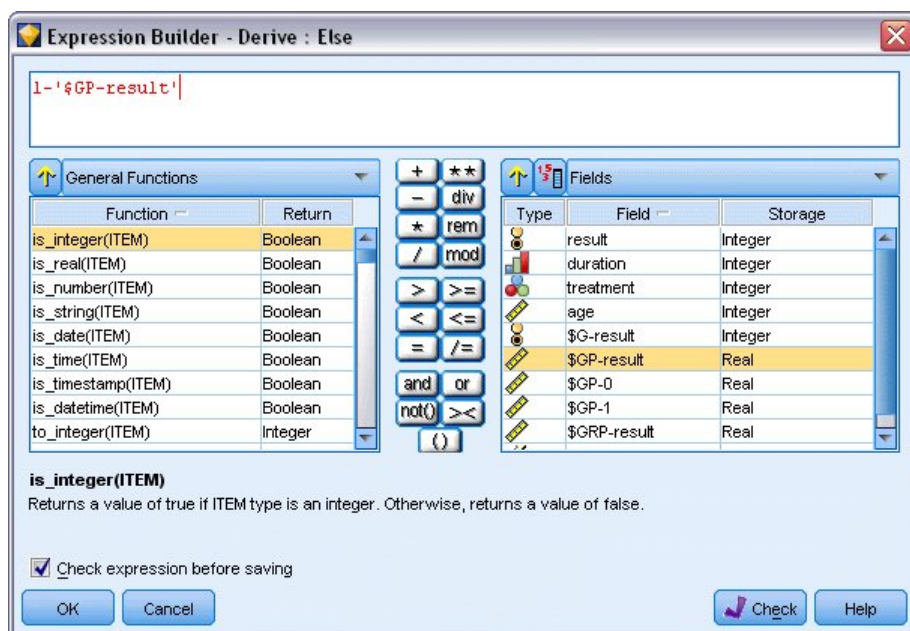 Expression Builder - Derive : Else
1-'$GP-result'
General Functions
Function Return
is_integer(ITEM) Boolean
is_real(ITEM) Boolean
is_number(ITEM) Boolean
is_string(ITEM) Boolean
is_date(ITEM) Boolean
is_time(ITEM) Boolean
is_timestamp(ITEM) Boolean
is_datetime(ITEM) Boolean
to_integer(ITEM) Integer
+ **
- div
* rem
/ mod
> >=
< <=
= /=
and or
not() ><
()
Fields
Type Field Storage
result Integer
duration Integer
treatment Integer
age Integer
$G-result Integer
$GP-result Real
$GP-0 Real
$GP-1 Real
$GRP-result Real
is_integer(ITEM)
Returns a value of true if ITEM type is an integer. Otherwise, returns a value of false.
Check expression before saving
OK Cancel Check Help